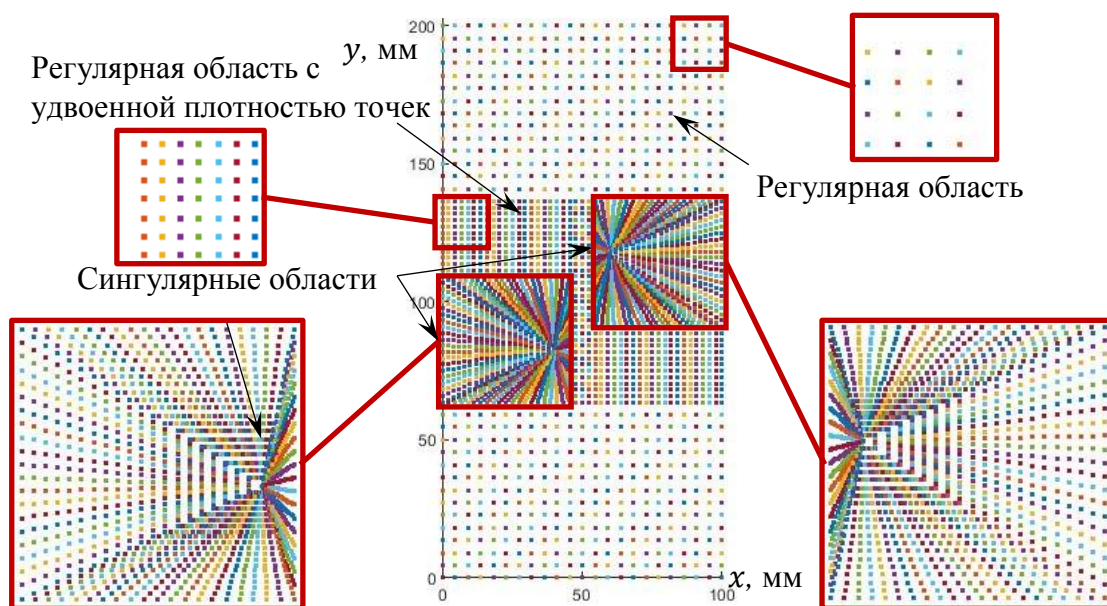 200
y, мм
Регулярная область с
удвоенной плотностью точек
150
Регулярная область
Сингулярные области
100
50
0
x, мм
0
50
100